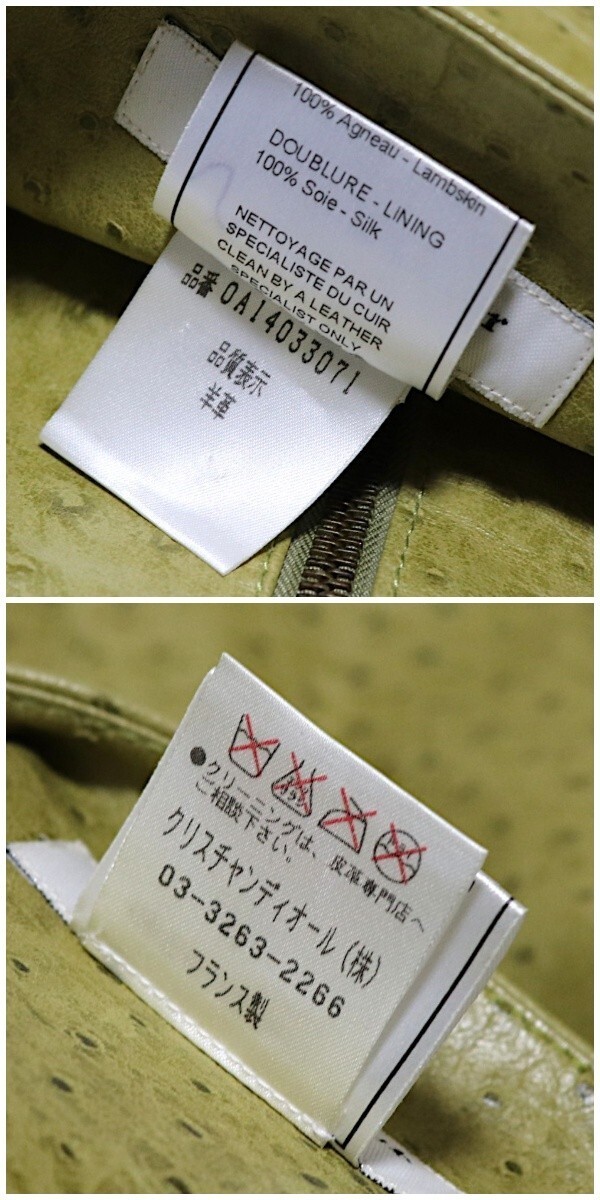 100% Agneau - Lambskin
DOUBLURE - LINING
100% Soie - Silk
NETTOYAGE PAR UN
SPECIALISTE DU CUIR
CLEAN BY A LEATHER
SPECIALIST ONLY
品番 0A14033071
品質表示
羊革
●クリーニングは、皮革専門店へ
ご相談下さい。
クリスチャンディオール(株)
03-3263-2266
フランス製